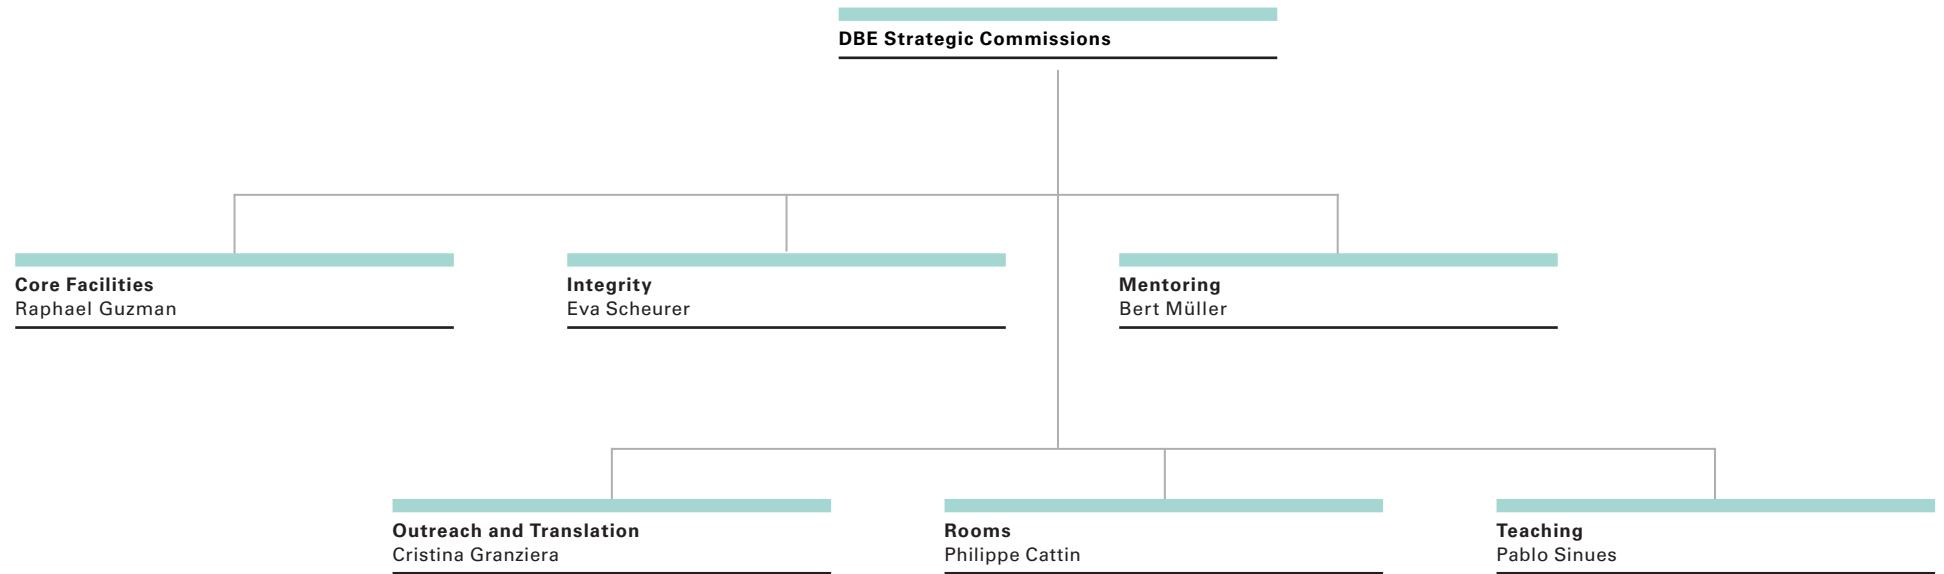 DBE Strategic Commissions
Core Facilities
Raphael Guzman
Integrity
Eva Scheurer
Mentoring
Bert Müller
Outreach and Translation
Cristina Granziera
Rooms
Philippe Cattin
Teaching
Pablo Sinues